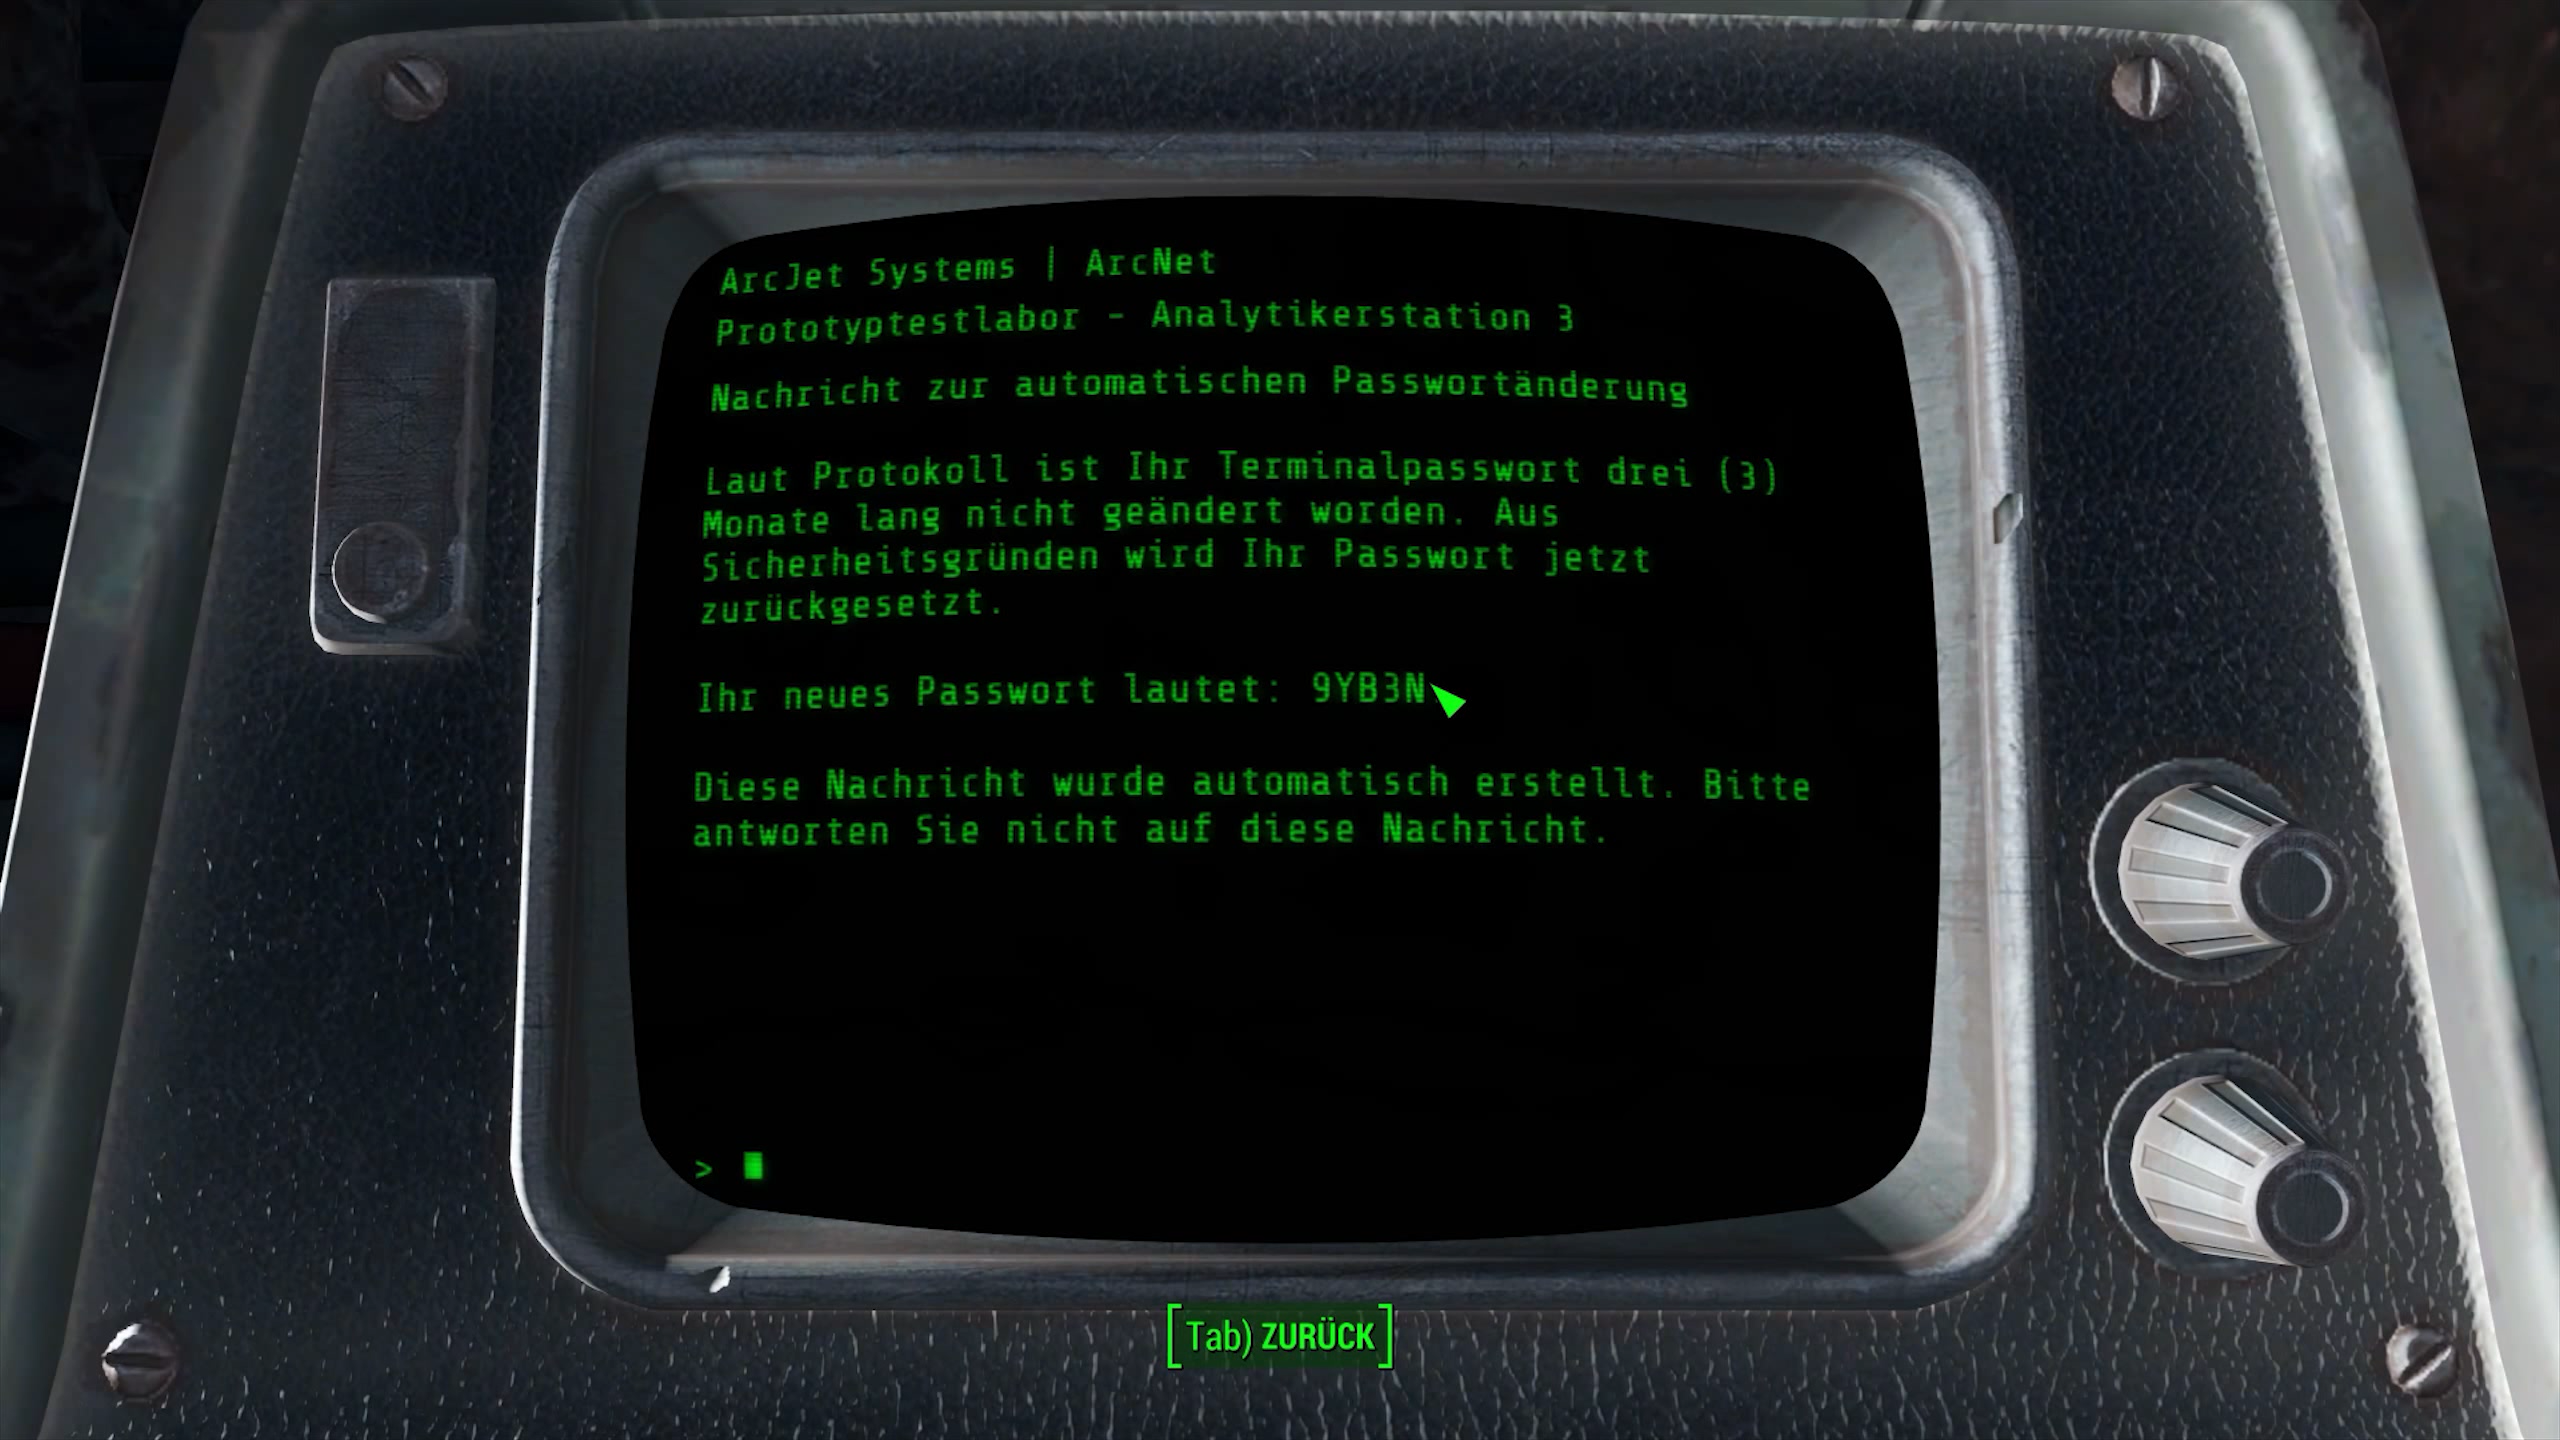 ArcJet Systems | ArcNet
Prototyptestlabor - Analytikerstation 3
Nachricht zur automatischen Passwortänderung
Laut Protokoll ist Ihr Terminalpasswort drei (3)
Monate lang nicht geändert worden. Aus
Sicherheitsgründen wird Ihr Passwort jetzt
zurückgesetzt.
Ihr neues Passwort lautet: 9YB3N
Diese Nachricht wurde automatisch erstellt. Bitte
antworten Sie nicht auf diese Nachricht.
>
[Tab) ZURÜCK]